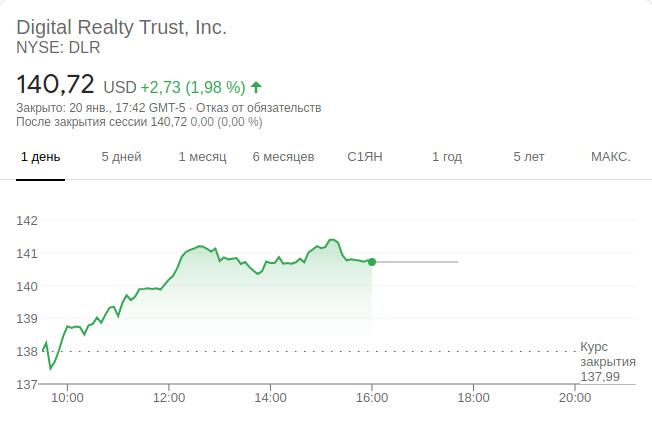 Digital Realty Trust, Inc.
NYSE: DLR
140,72 USD +2,73 (1,98 %)
Закрыто: 20 янв., 17:42 GMT-5 · Отказ от обязательств
После закрытия сессии 140,72 0,00 (0,00 %)
1 день 5 дней 1 месяц 6 месяцев С1ЯН 1 год 5 лет МАКС.
142
141
140
139
138
Курс
закрытия
137,99
137
10:00 12:00 14:00 16:00 18:00 20:00